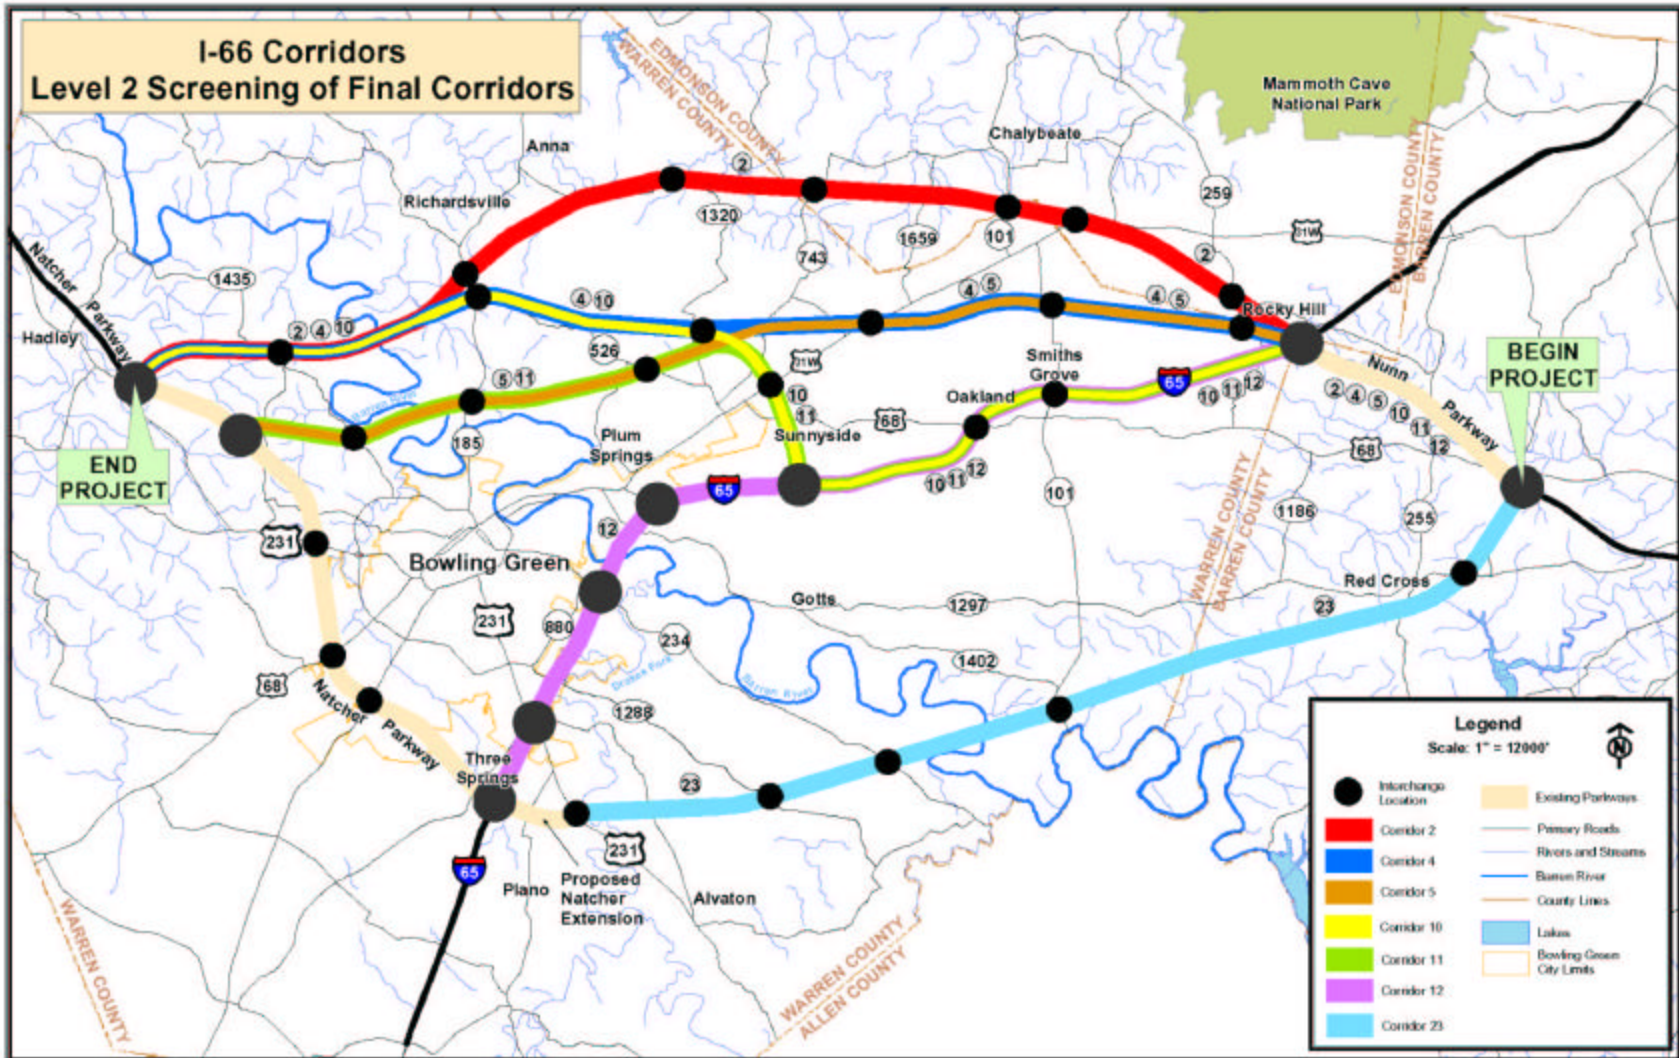 I-66 Corridors
Level 2 Screening of Final Corridors
EDMONSON COUNTY
WARREN COUNTY
Mammoth Cave
National Park
Chalybeate
Anna
2
259
Richardsville
1320
1659
101
31W
743
2
EDMONSON COUNTY
BARREN COUNTY
Natcher
Parkway
1435
4 10
4 5
4 5
Rocky Hill
Hadley
2 4 10
526
31W
Smiths
Grove
Nunn
Parkway
BEGIN
PROJECT
5 11
10
11
Oakland
65
10 11 12
2 4 5 10 11 12
Barren River
185
Plum
Springs
Sunnyside
68
68
END
PROJECT
65
10 11 12
101
WARREN COUNTY
BARREN COUNTY
1186
255
12
231
Bowling Green
Red Cross
231
880
Gotts
1297
23
234
1402
68
Drakes Fork
Barren River
Natcher
Parkway
1288
Three
Springs
23
231
65
Plano
Proposed
Natcher
Extension
Alvaton
WARREN COUNTY
WARREN COUNTY
ALLEN COUNTY
Legend
Scale: 1" = 12000'
N
Interchange
Location
Corridor 2
Corridor 4
Corridor 5
Corridor 10
Corridor 11
Corridor 12
Corridor 23
Existing Parkways
Primary Roads
Rivers and Streams
Barren River
County Lines
Lakes
Bowling Green
City Limits